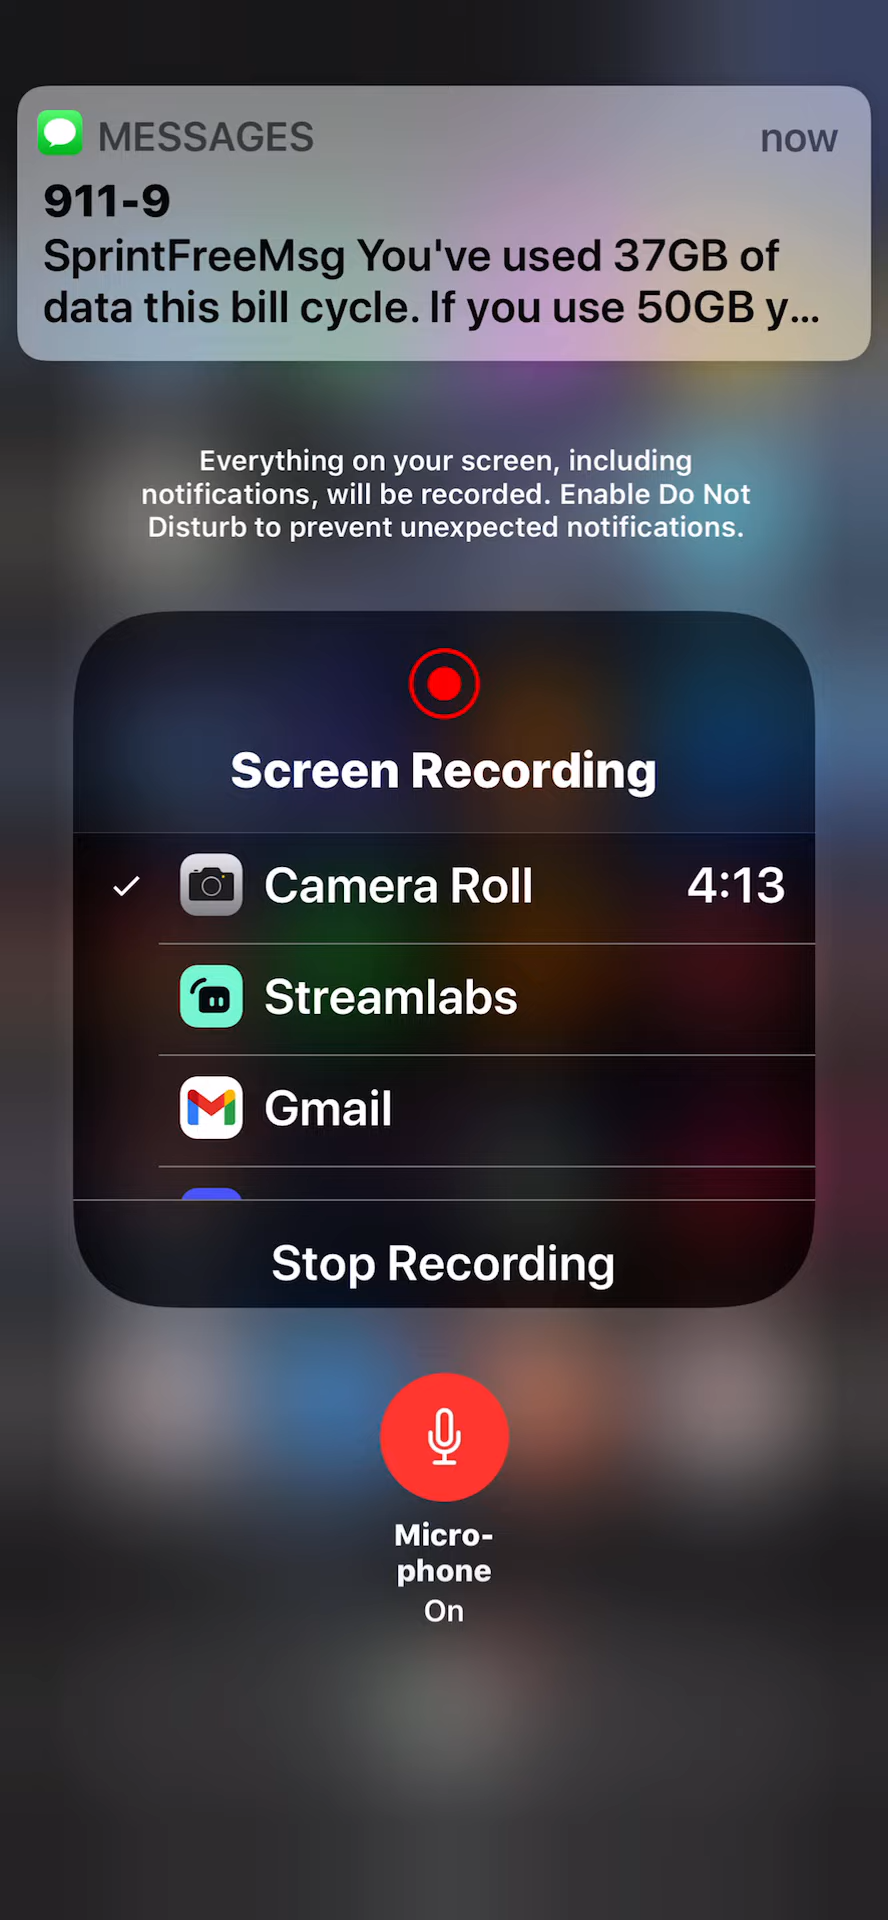 MESSAGES now
911-9
SprintFreeMsg You've used 37GB of
data this bill cycle. If you use 50GB y...
Everything on your screen, including
notifications, will be recorded. Enable Do Not
Disturb to prevent unexpected notifications.
Screen Recording
Camera Roll 4:13
Streamlabs
Gmail
Stop Recording
Micro-
phone
On